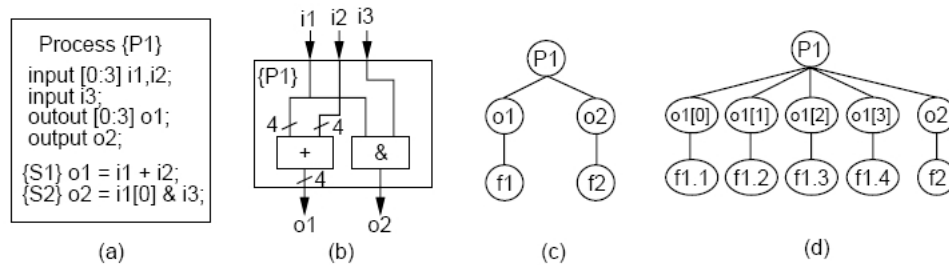 Process {P1}
input [0:3] i1,i2;
input i3;
outout [0:3] o1;
output o2;
{S1} o1 = i1 + i2;
{S2} o2 = i1[0] & i3;
(a)
i1 i2 i3
{P1}
4 4
+ &
4
o1 o2
(b)
P1
o1 o2
f1 f2
(c)
P1
o1[0] o1[1] o1[2] o1[3] o2
f1.1 f1.2 f1.3 f1.4 f2
(d)